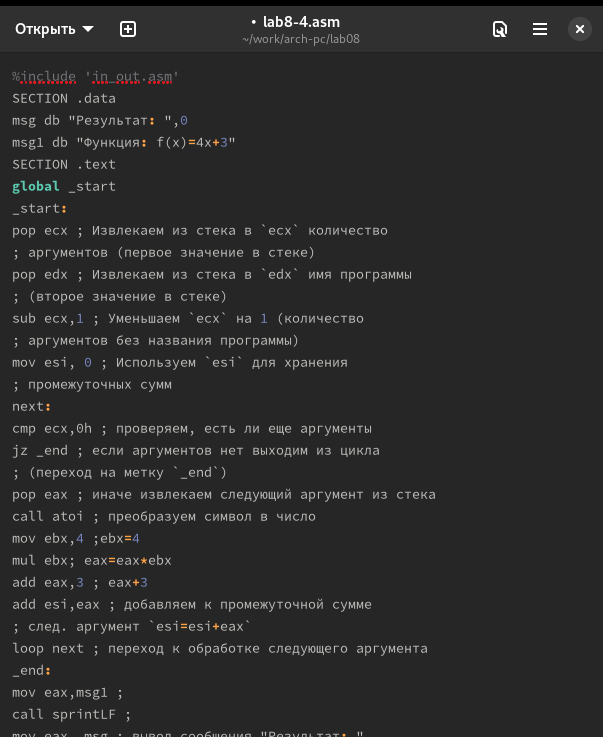 Открыть
• lab8-4.asm
~/work/arch-pc/lab08
%include 'in_out.asm'
SECTION .data
msg db "Результат: ",0
msg1 db "Функция: f(x)=4x+3"
SECTION .text
global _start
_start:
pop ecx ; Извлекаем из стека в `ecx` количество
; аргументов (первое значение в стеке)
pop edx ; Извлекаем из стека в `edx` имя программы
; (второе значение в стеке)
sub ecx,1 ; Уменьшаем `ecx` на 1 (количество
; аргументов без названия программы)
mov esi, 0 ; Используем `esi` для хранения
; промежуточных сумм
next:
cmp ecx,0h ; проверяем, есть ли еще аргументы
jz _end ; если аргументов нет выходим из цикла
; (переход на метку `_end`)
pop eax ; иначе извлекаем следующий аргумент из стека
call atoi ; преобразуем символ в число
mov ebx,4 ;ebx=4
mul ebx; eax=eax*ebx
add eax,3 ; eax+3
add esi,eax ; добавляем к промежуточной сумме
; след. аргумент `esi=esi+eax`
loop next ; переход к обработке следующего аргумента
_end:
mov eax,msg1 ;
call sprintLF ;
mov eax, msg ; вывод сообщения "Результат: "